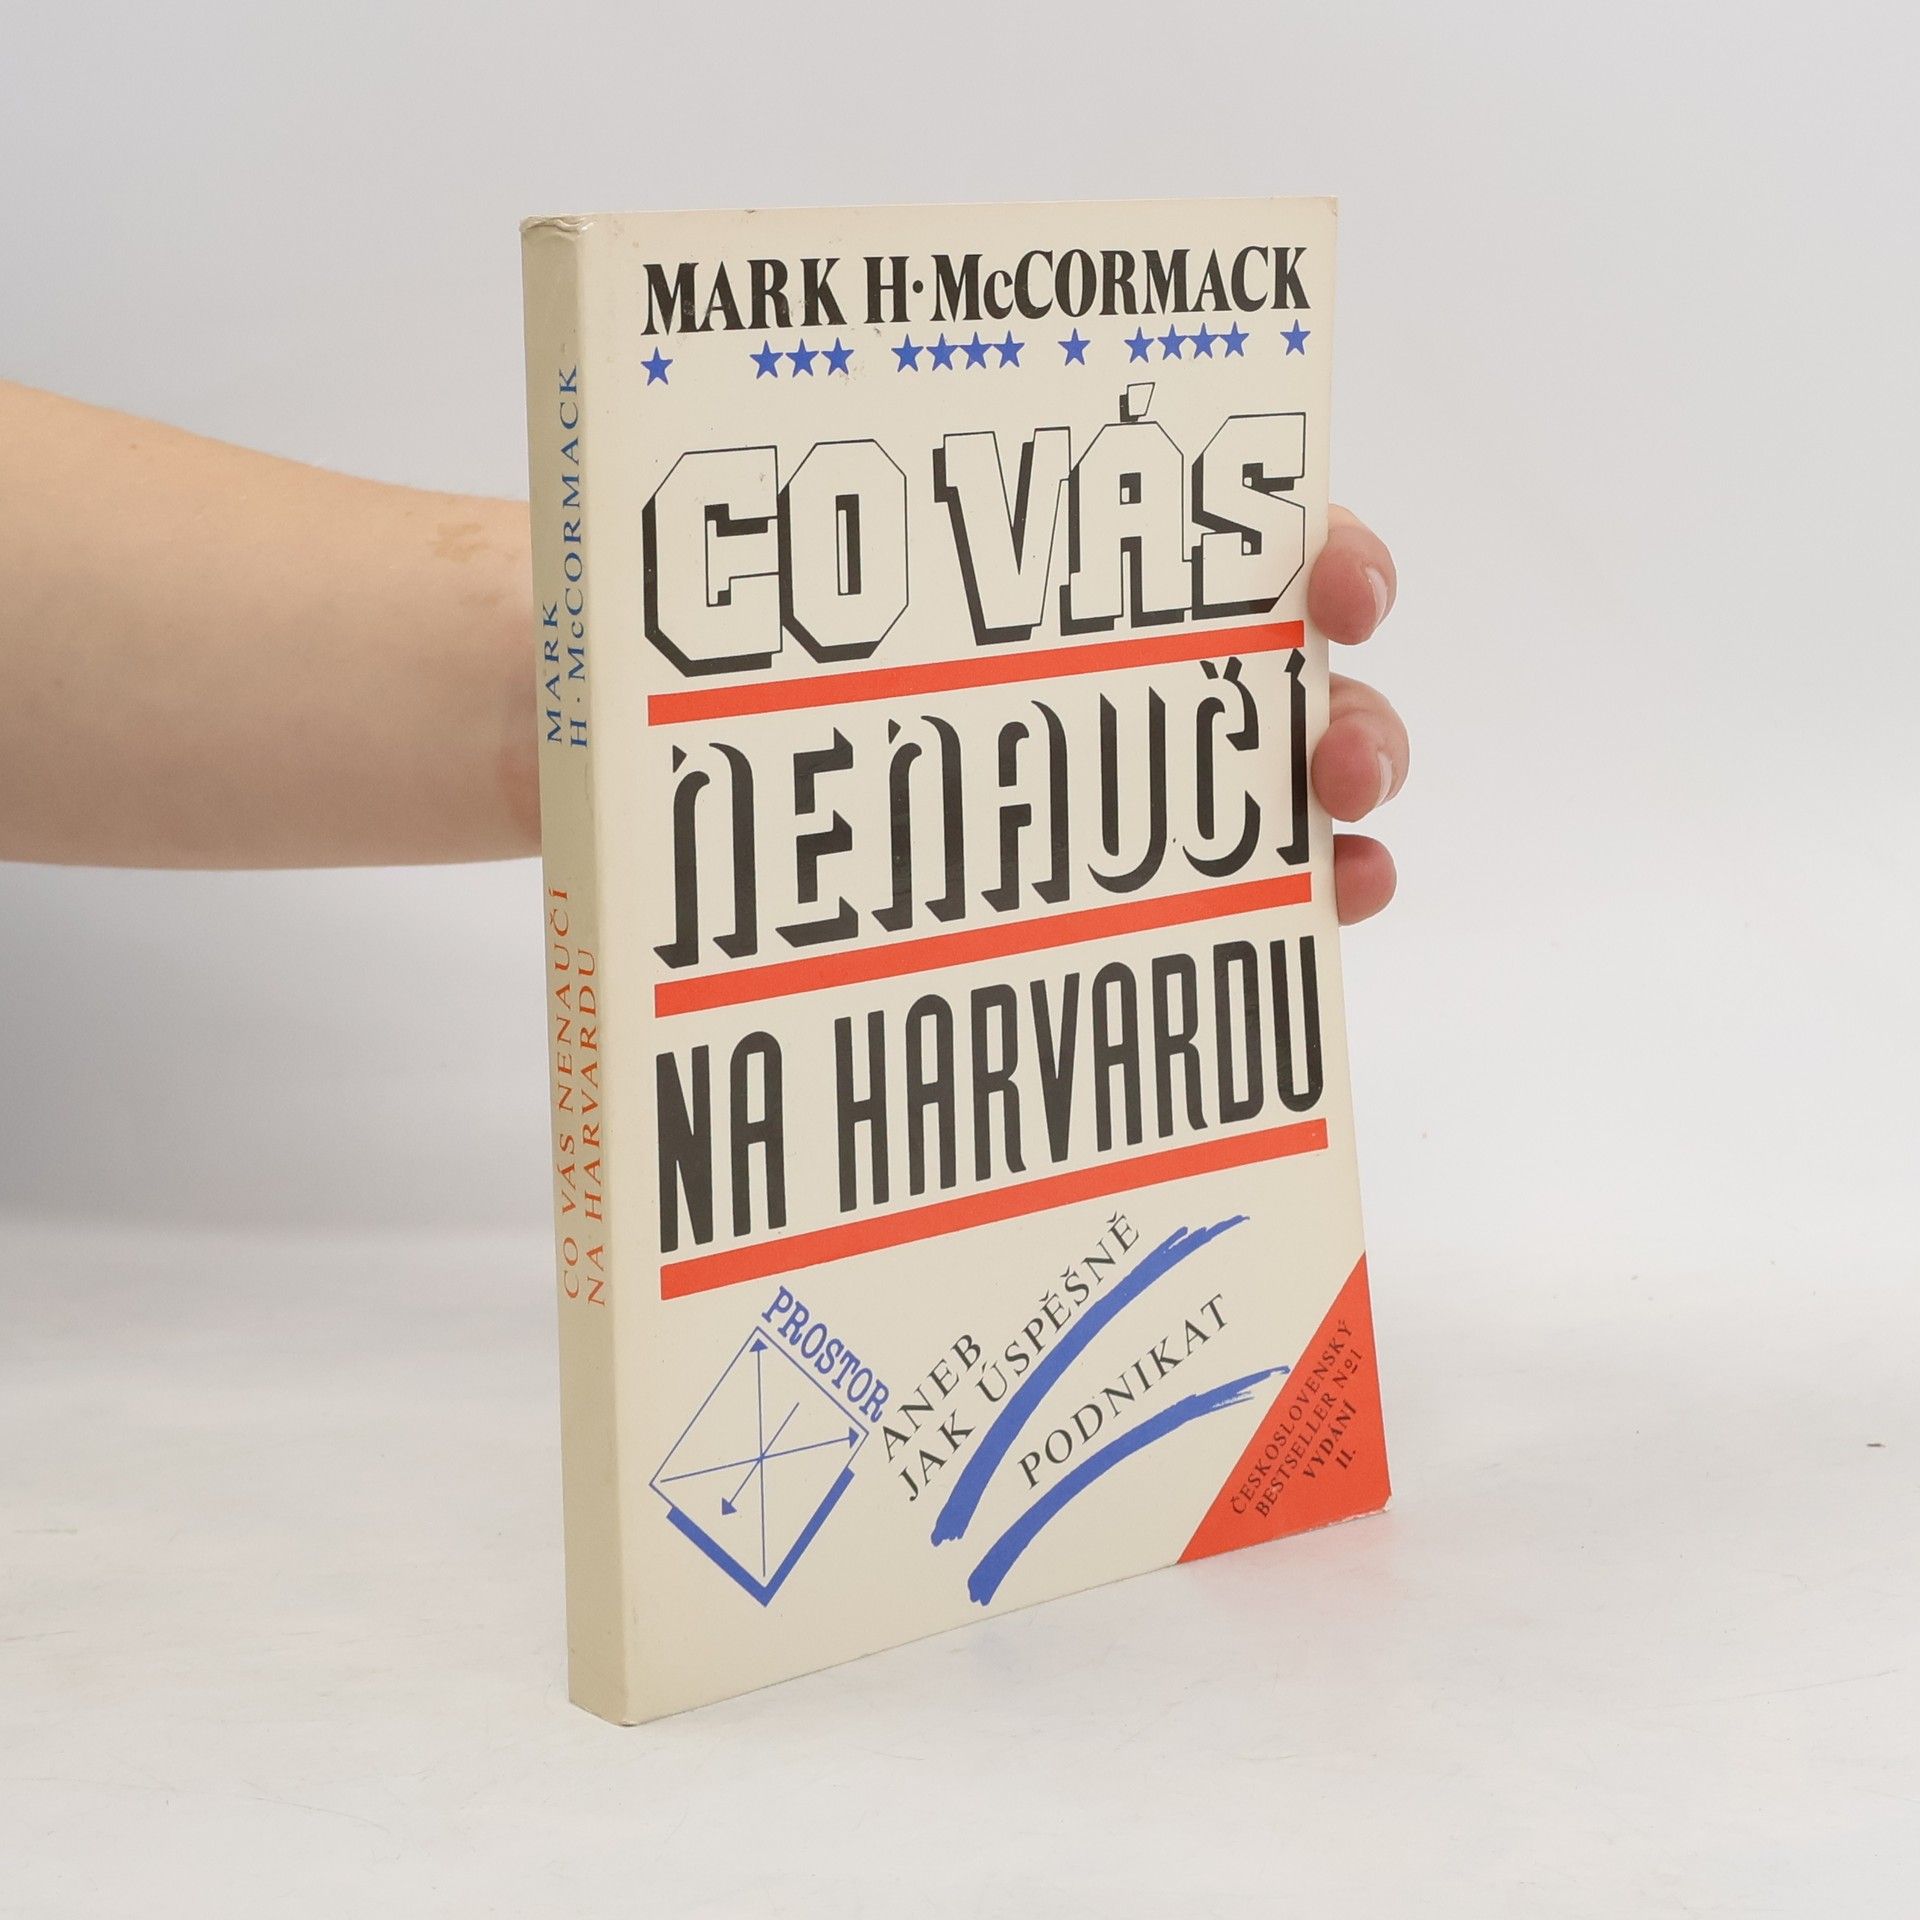 MARK H·McCORMACK
CO VÁS
NENAUČÍ
NA HARVARDU
PROSTOR
ANEB
JAK ÚSPĚŠNĚ
PODNIKAT
ČESKOSLOVENSKÝ
BESTSELLER Nº1
VYDÁNÍ
II.
MARK
H·McCORMACK
CO VÁS NENAUČÍ
NA HARVARDU